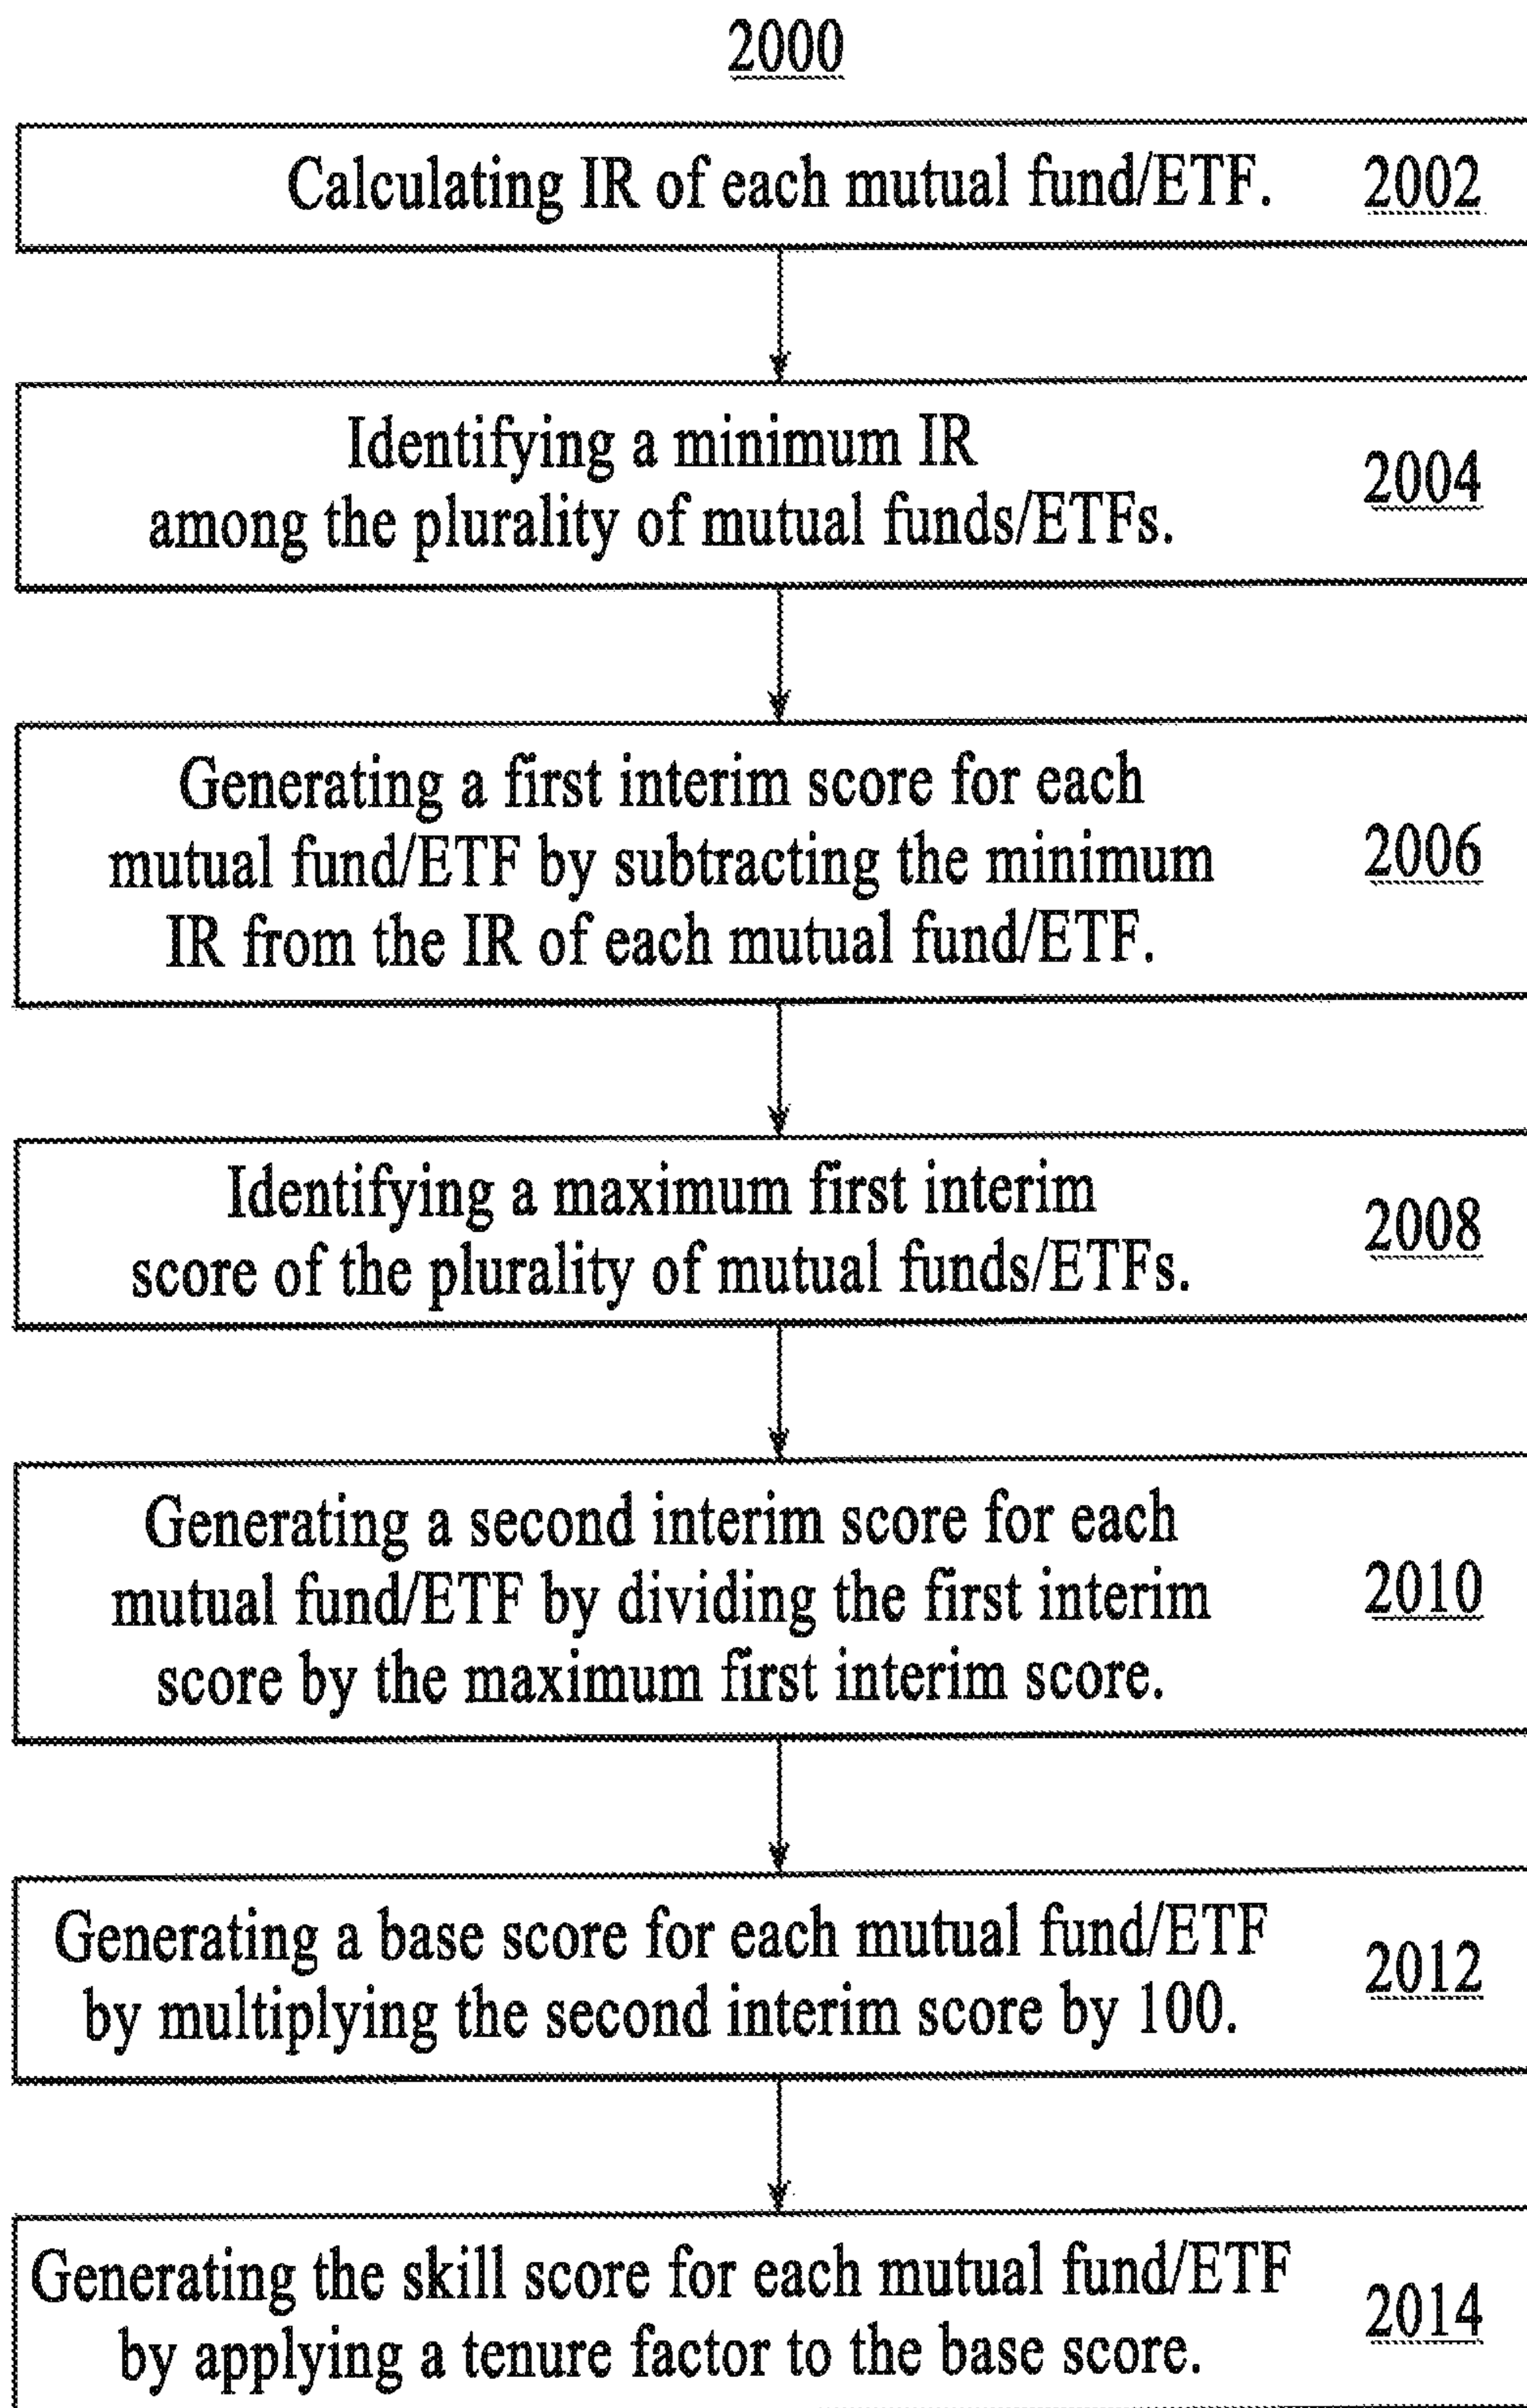 2000
Calculating IR of each mutual fund/ETF. 2002
Identifying a minimum IR
among the plurality of mutual funds/ETFs.
2004
Generating a first interim score for each
mutual fund/ETF by subtracting the minimum
IR from the IR of each mutual fund/ETF.
2006
Identifying a maximum first interim
score of the plurality of mutual funds/ETFs.
2008
Generating a second interim score for each
mutual fund/ETF by dividing the first interim
score by the maximum first interim score.
2010
Generating a base score for each mutual fund/ETF
by multiplying the second interim score by 100.
2012
Generating the skill score for each mutual fund/ETF
by applying a tenure factor to the base score.
2014